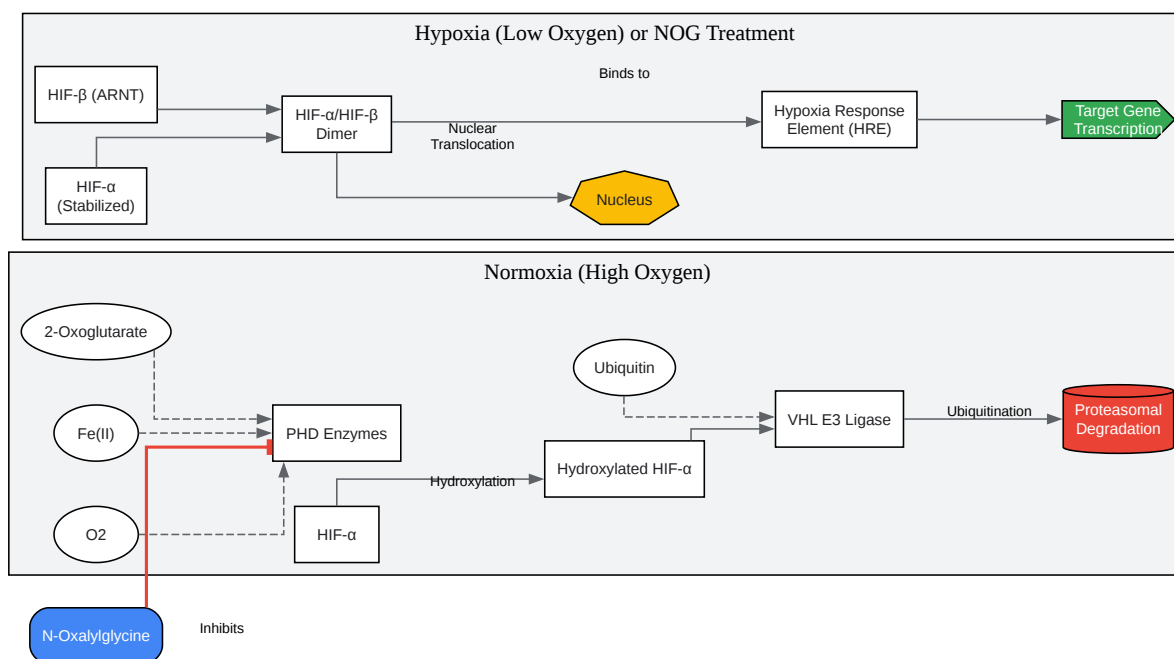 Hypoxia (Low Oxygen) or NOG Treatment
Binds to
HIF-β (ARNT)
HIF-α/HIF-β
Dimer
Nuclear
Translocation
Hypoxia Response
Element (HRE)
Target Gene
Transcription
HIF-α
(Stabilized)
Nucleus
Normoxia (High Oxygen)
2-Oxoglutarate
Ubiquitin
Fe(II)
PHD Enzymes
VHL E3 Ligase
Ubiquitination
Proteasomal
Degradation
Hydroxylation
Hydroxylated HIF-α
O2
HIF-α
N-Oxalylglycine
Inhibits